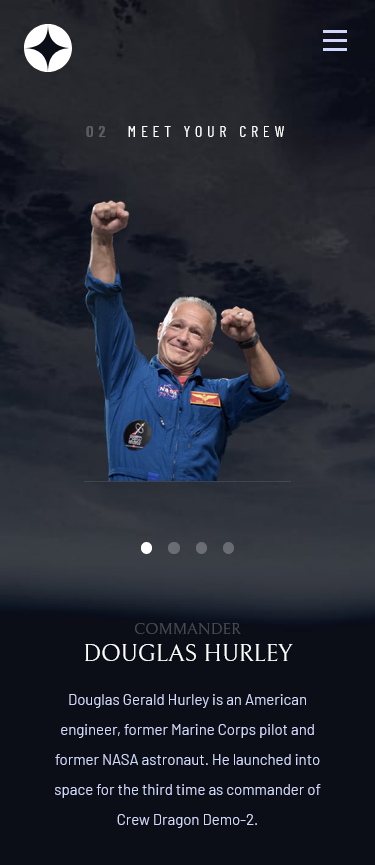 02 MEET YOUR CREW
NASA
COMMANDER
DOUGLAS HURLEY
Douglas Gerald Hurley is an American
engineer, former Marine Corps pilot and
former NASA astronaut. He launched into
space for the third time as commander of
Crew Dragon Demo-2.